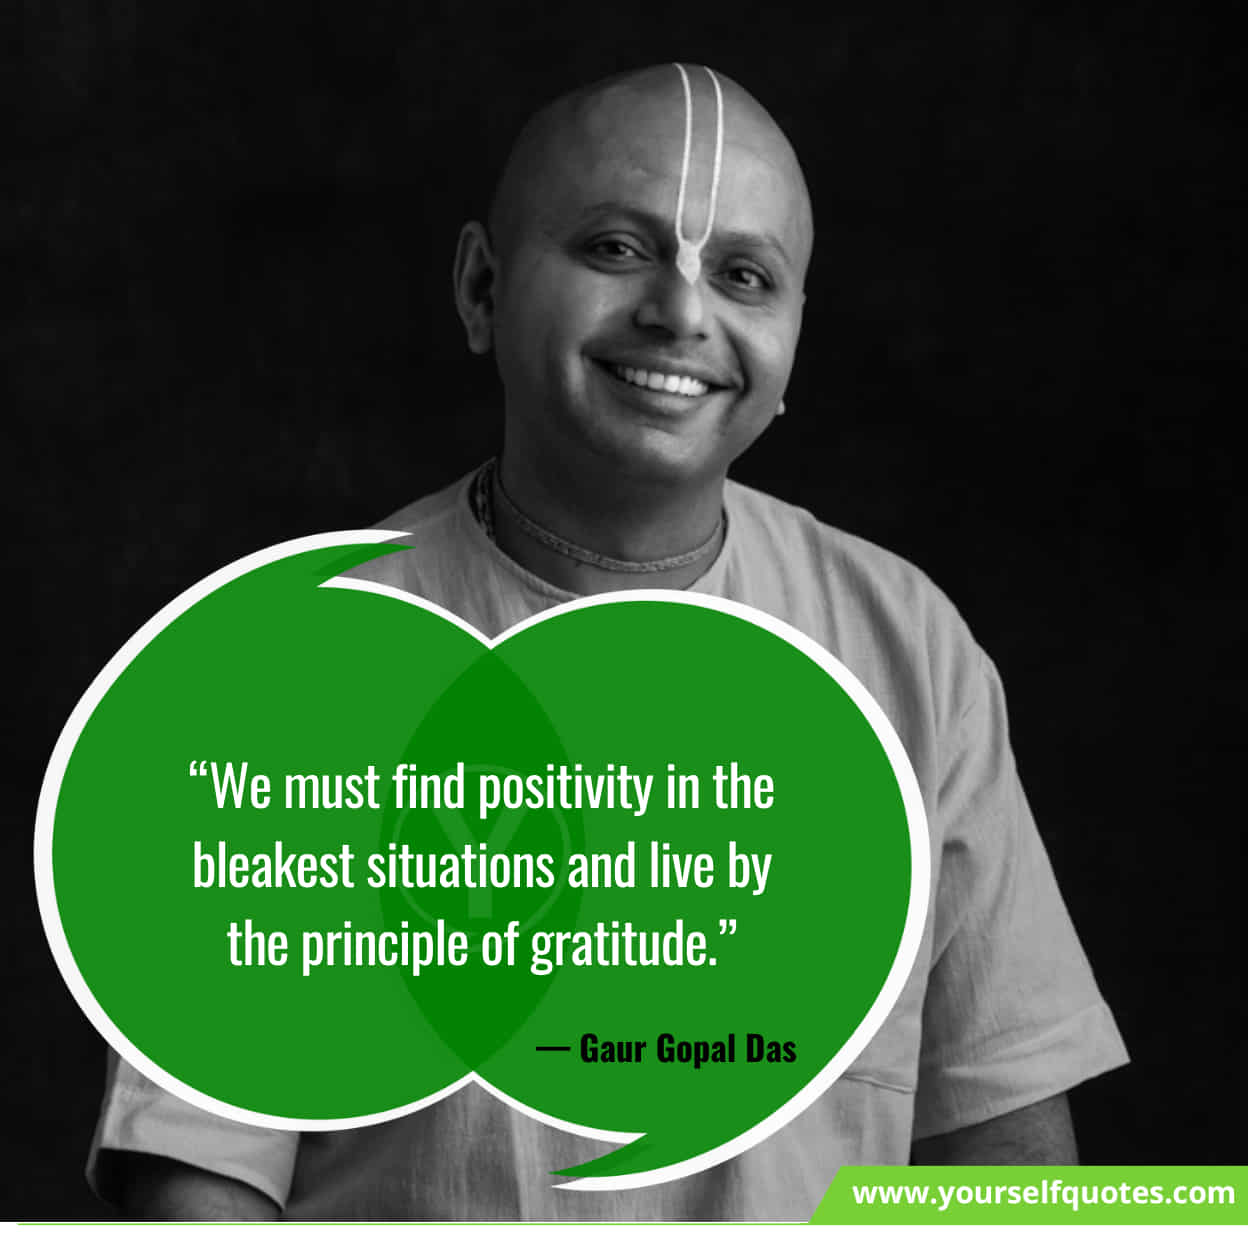 “We must find positivity in the
bleakest situations and live by
the principle of gratitude.”
— Gaur Gopal Das
Y
www.yourselfquotes.com